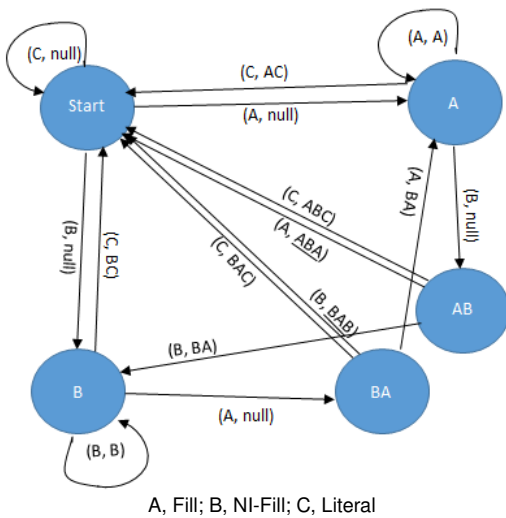 (C, null)
(A, A)
(C, AC)
Start
A
(A, null)
(A, BA)
(B, null)
(C, ABC)
(A, ABA)
(B, null)
(C, BC)
(C, BAC)
(B, BAB)
AB
(B, BA)
B
BA
(A, null)
(B, B)
A, Fill; B, NI-Fill; C, Literal